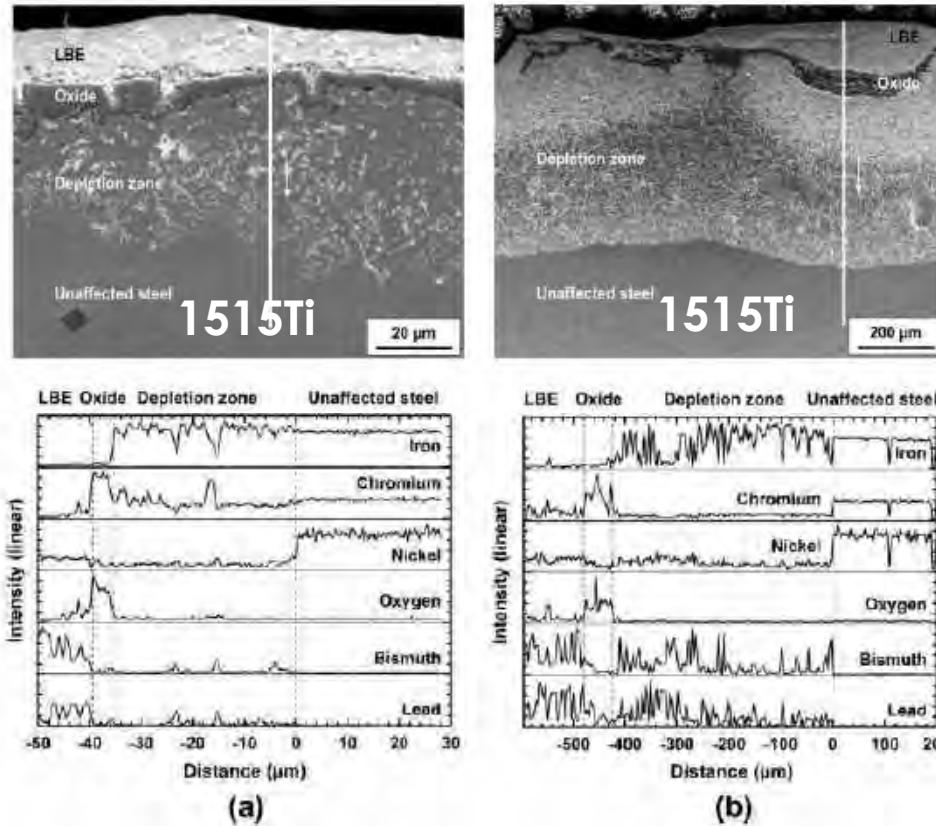 LBE
Oxide
Depletion zone
Unaffected steel
1515Ti
20 µm
LBE
Oxide
Depletion zone
Unaffected steel
1515Ti
200 µm
LBE Oxide Depletion zone Unaffected steel
Iron
Chromium
Nickel
Oxygen
Bismuth
Lead
Intensity (linear)
-50 -40 -30 -20 -10 0 10 20 30
Distance (µm)
(a)
LBE Oxide Depletion zone Unaffected steel
Iron
Chromium
Nickel
Oxygen
Bismuth
Lead
Intensity (linear)
-500 -400 -300 -200 -100 0 100 200
Distance (µm)
(b)